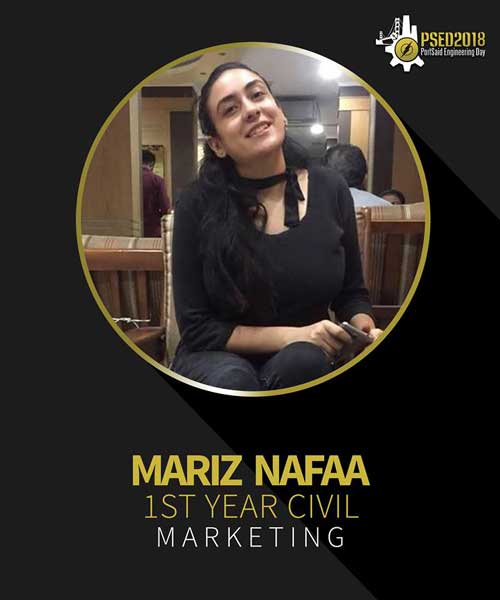 PSED2018
PortSaid Engineering Day
MARIZ NAFAA
1ST YEAR CIVIL
MARKETING